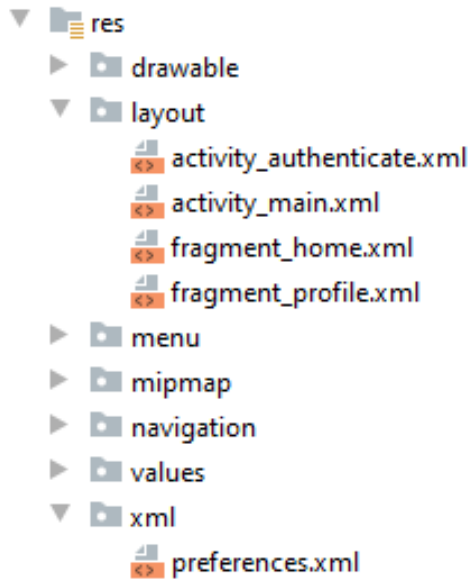 res
drawable
layout
activity_authenticate.xml
activity_main.xml
fragment_home.xml
fragment_profile.xml
menu
mipmap
navigation
values
xml
preferences.xml